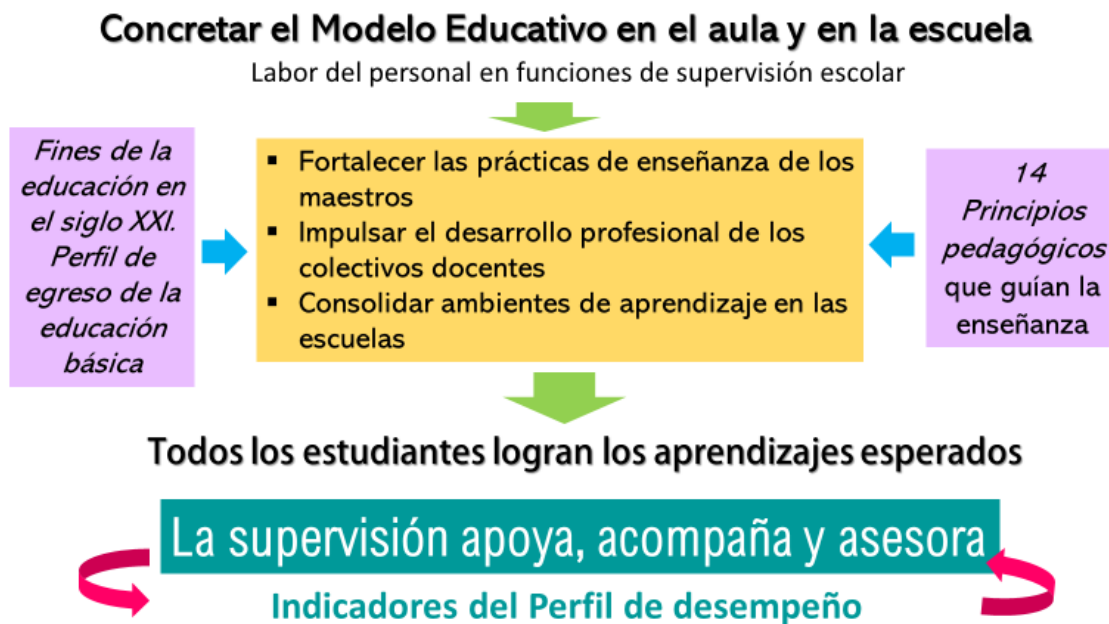 Concretar el Modelo Educativo en el aula y en la escuela
Labor del personal en funciones de supervisión escolar
Fines de la
educación en
el siglo XXI.
Perfil de
egreso de la
educación
básica
▪ Fortalecer las prácticas de enseñanza de los
maestros
▪ Impulsar el desarrollo profesional de los
colectivos docentes
▪ Consolidar ambientes de aprendizaje en las
escuelas
14
Principios
pedagógicos
que guían la
enseñanza
Todos los estudiantes logran los aprendizajes esperados
La supervisión apoya, acompaña y asesora
Indicadores del Perfil de desempeño